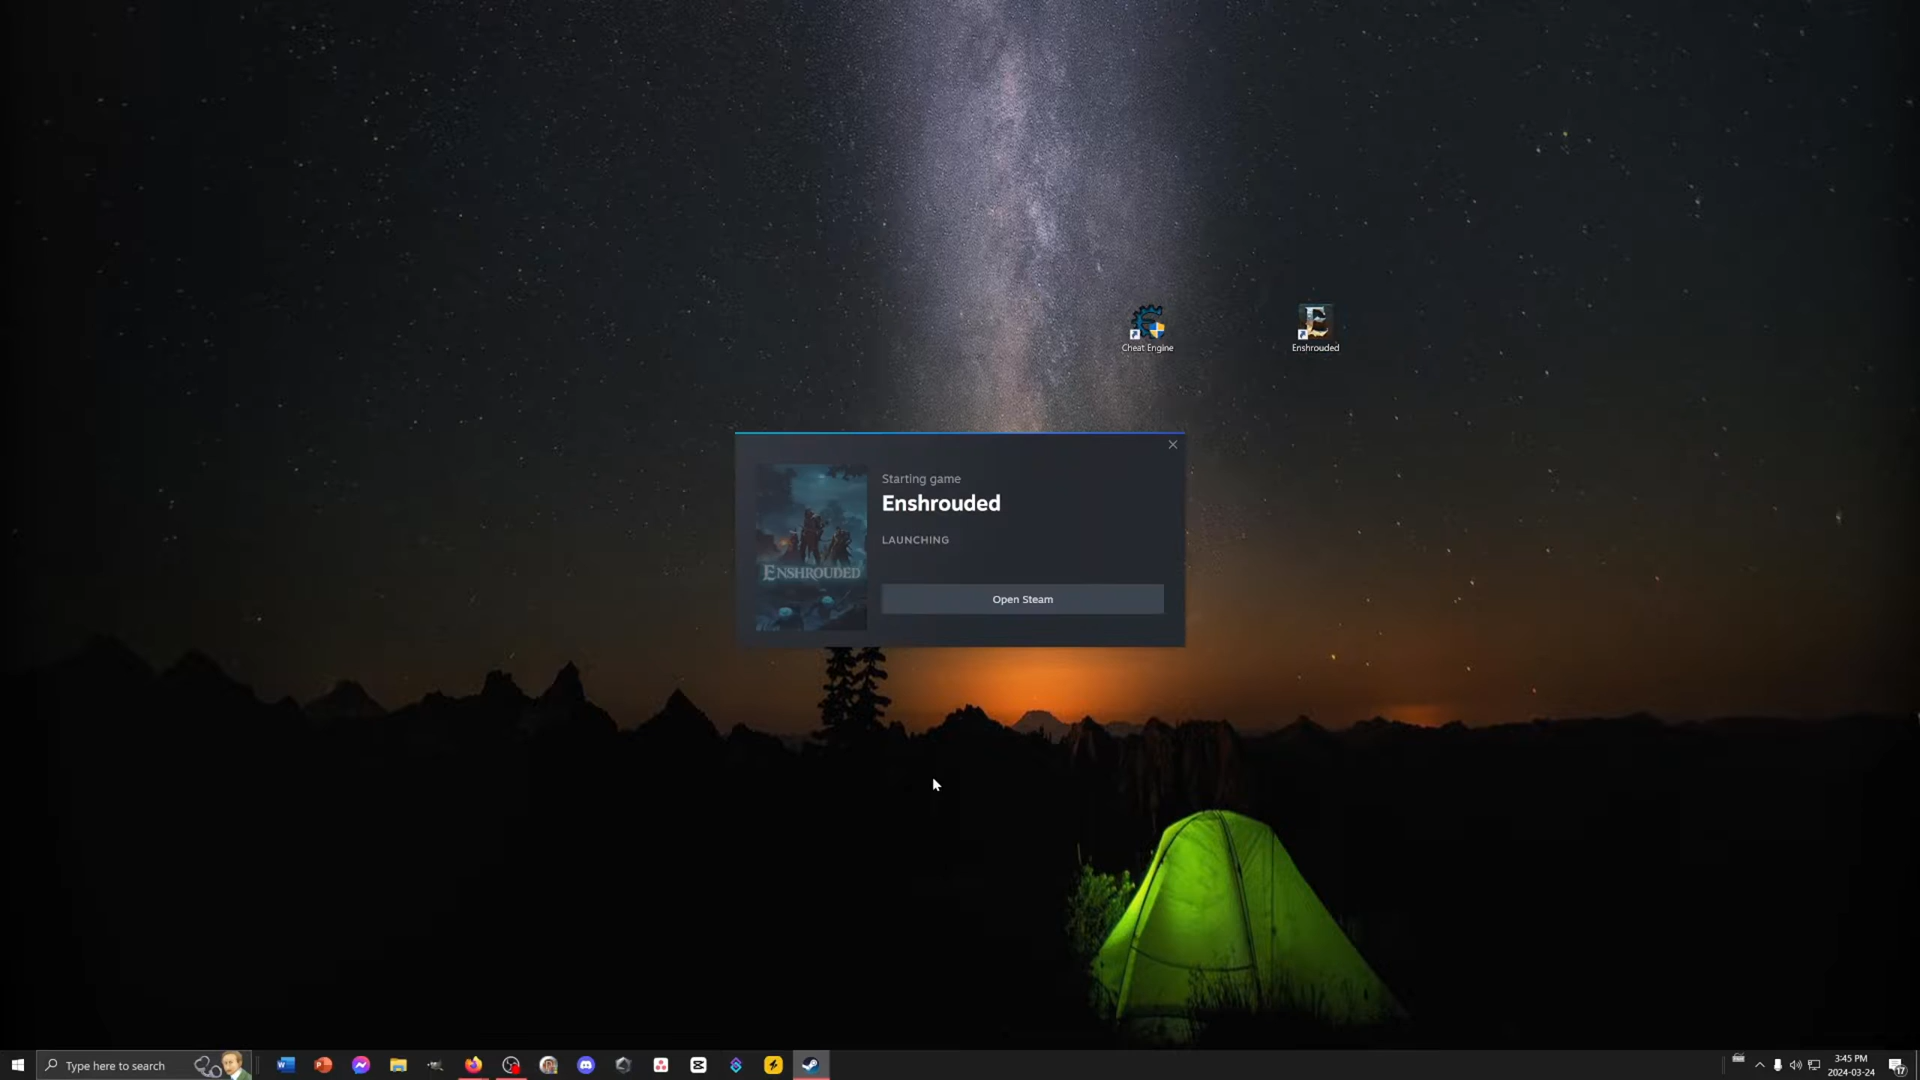 Cheat Engine
Enshrouded
Starting game
Enshrouded
LAUNCHING
ENSHROUDED
Open Steam
Type here to search
3:45 PM
2024-03-24
17